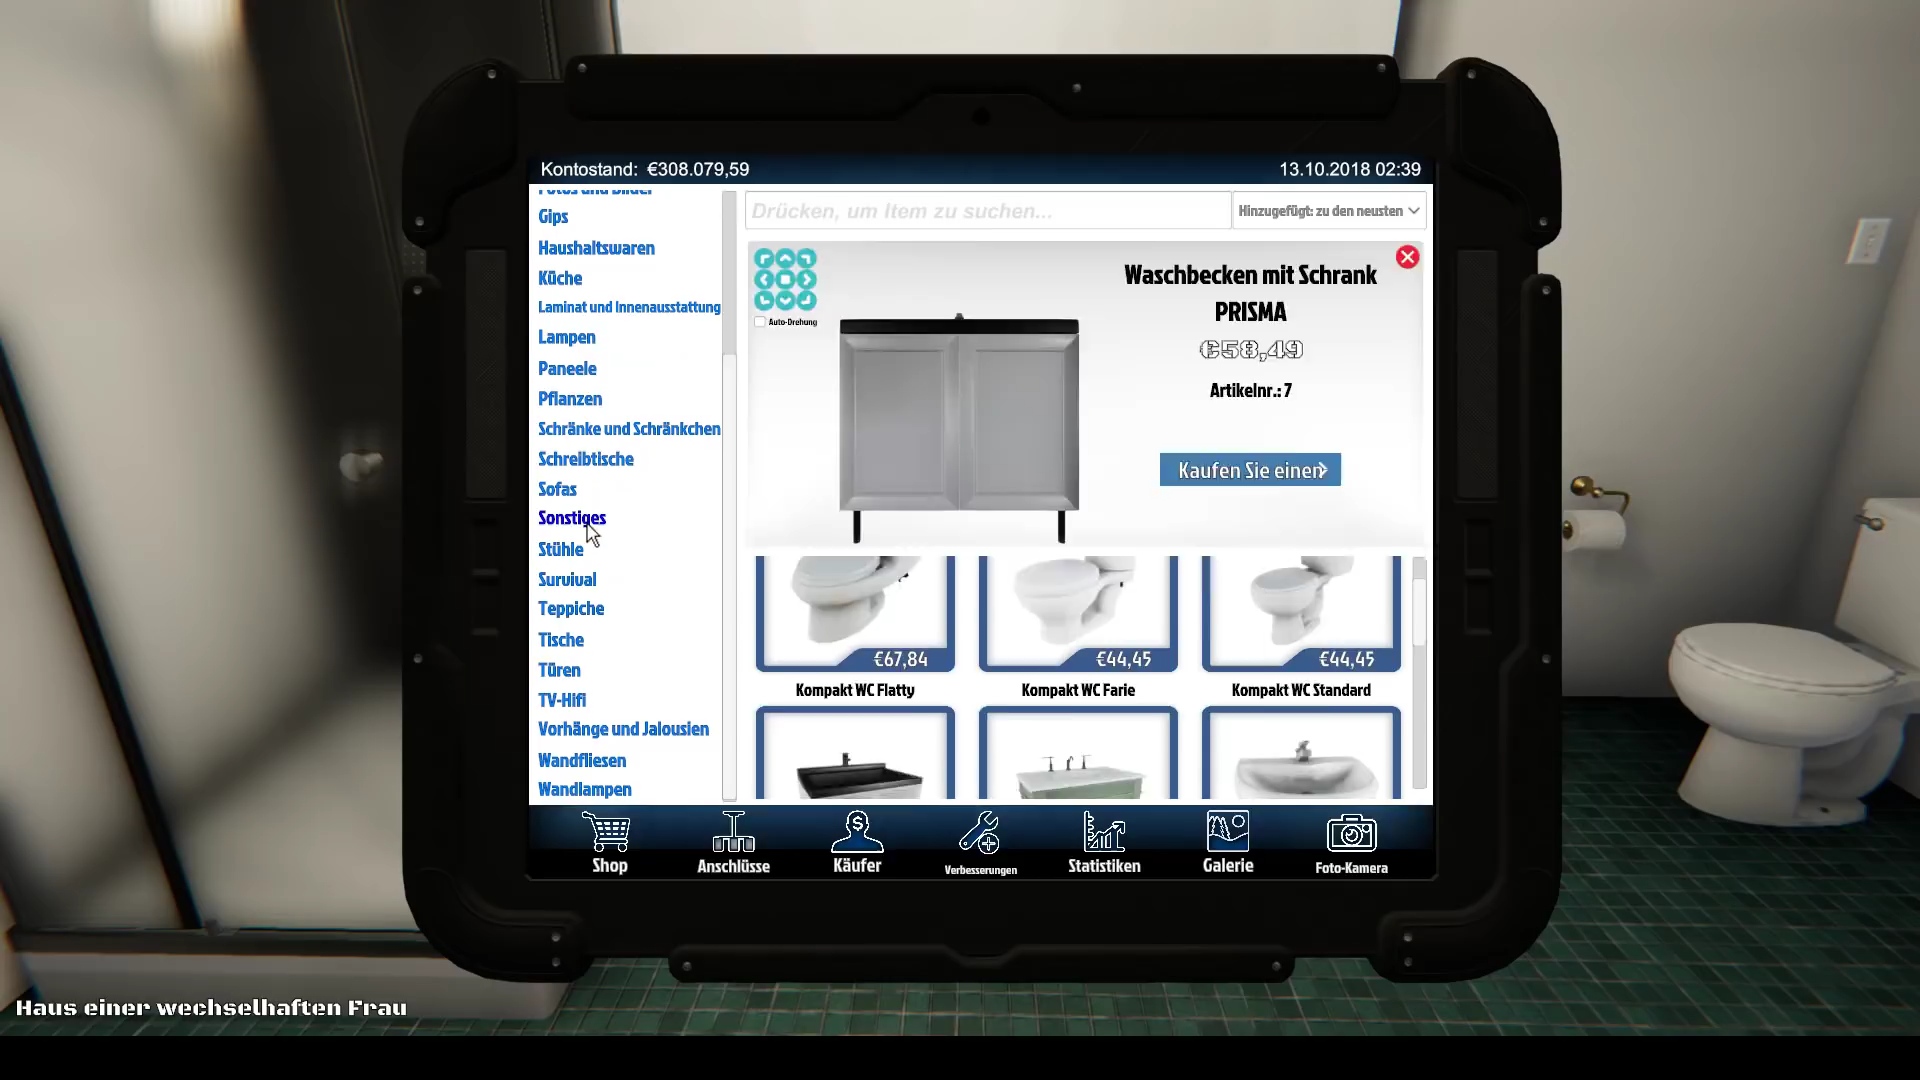 Kontostand: €308.079,59
13.10.2018 02:39
Fotos und Bilder
Gips
Haushaltswaren
Küche
Laminat und Innenausstattung
Lampen
Paneele
Pflanzen
Schränke und Schränkchen
Schreibtische
Sofas
Sonstiges
Stühle
Survival
Teppiche
Tische
Türen
TV-Hifi
Vorhänge und Jalousien
Wandfliesen
Wandlampen
Drücken, um Item zu suchen...
Hinzugefügt: zu den neusten
Auto-Drehung
Waschbecken mit Schrank
PRISMA
€58,49
Artikelnr.: 7
Kaufen Sie einen
€67,84
€44,45
€44,45
Kompakt WC Flatty
Kompakt WC Farie
Kompakt WC Standard
Shop
Anschlüsse
Käufer
Verbesserungen
Statistiken
Galerie
Foto-Kamera
Haus einer wechselhaften Frau